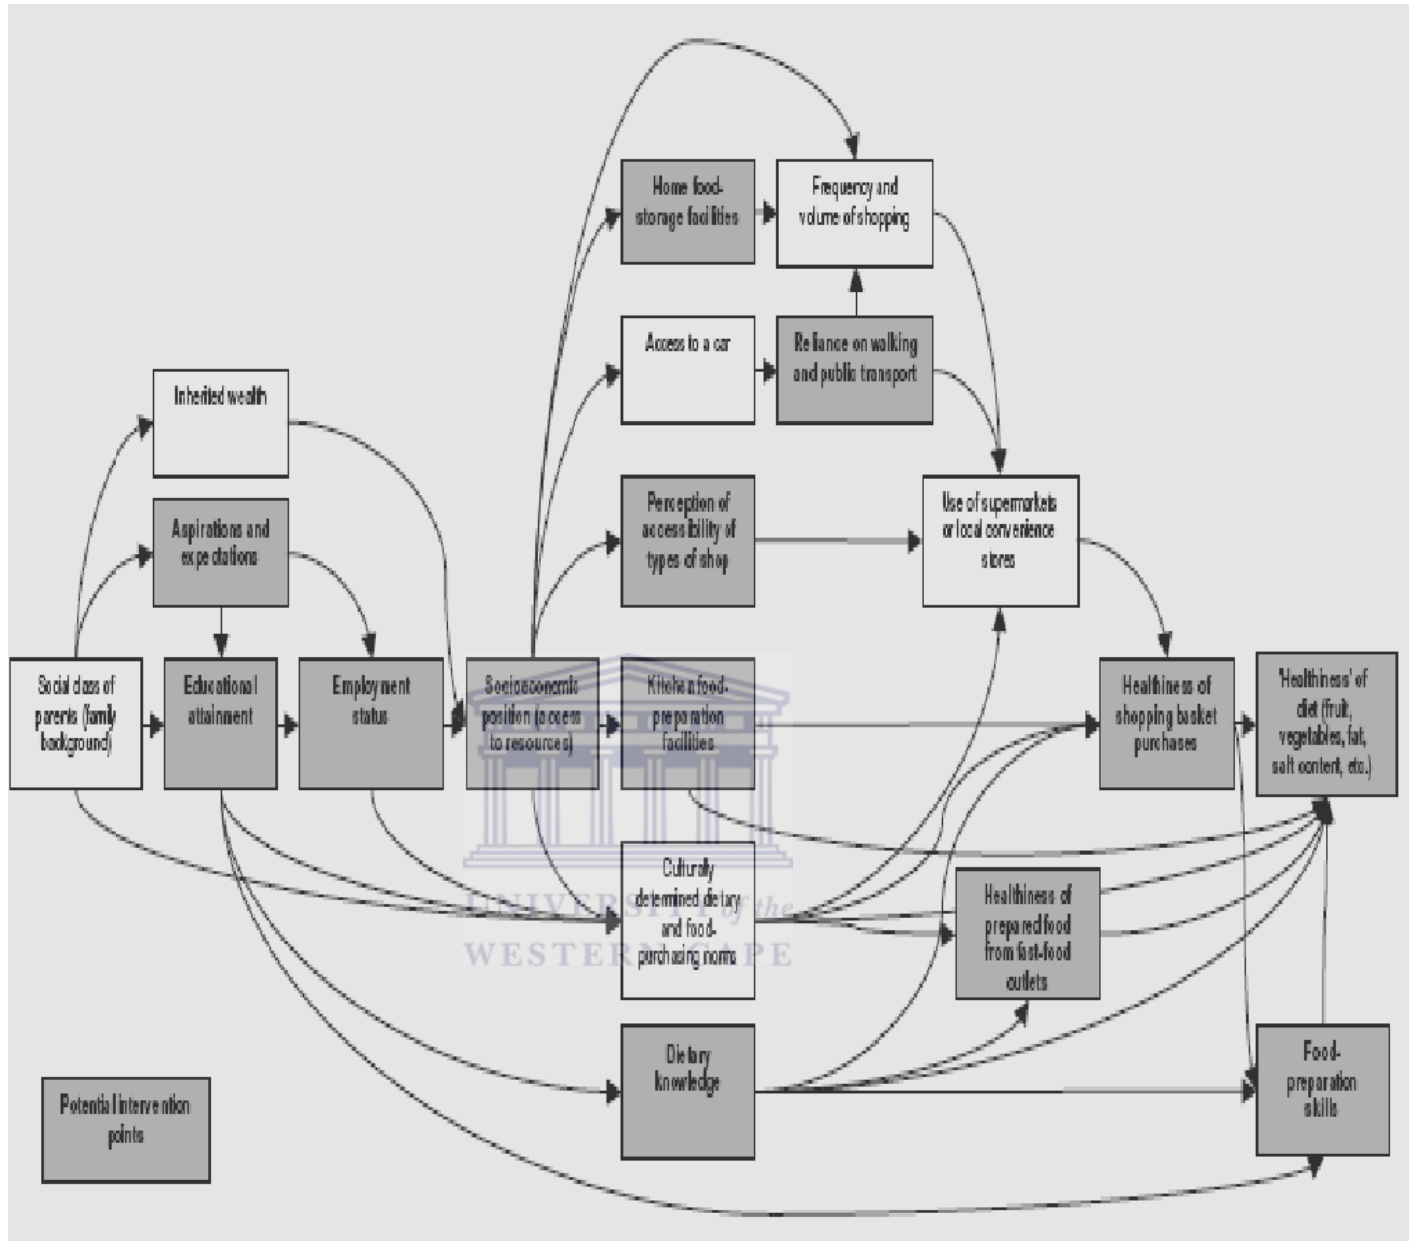 Home food-
storage facilities
Frequency and
volume of shopping
Access to a car
Reliance on walking
and public transport
Inherited wealth
Perception of
accessibility of
types of shop
Use of supermarkets
or local convenience
stores
Aspirations and
expectations
Social class of
parents (family
background)
Educational
attainment
Employment
status
Socioeconomic
position (access
to resources)
Kitchen food-
preparation
facilities
Healthiness of
shopping basket
purchases
'Healthiness' of
diet (fruit,
vegetables, fat,
salt content, etc.)
Culturally
determined dietary
and food-
purchasing norms
Healthiness of
prepared food
from fast-food
outlets
UNIVERSITY of the
WESTERN CAPE
Dietary
knowledge
Food-
preparation
skills
Potential intervention
points